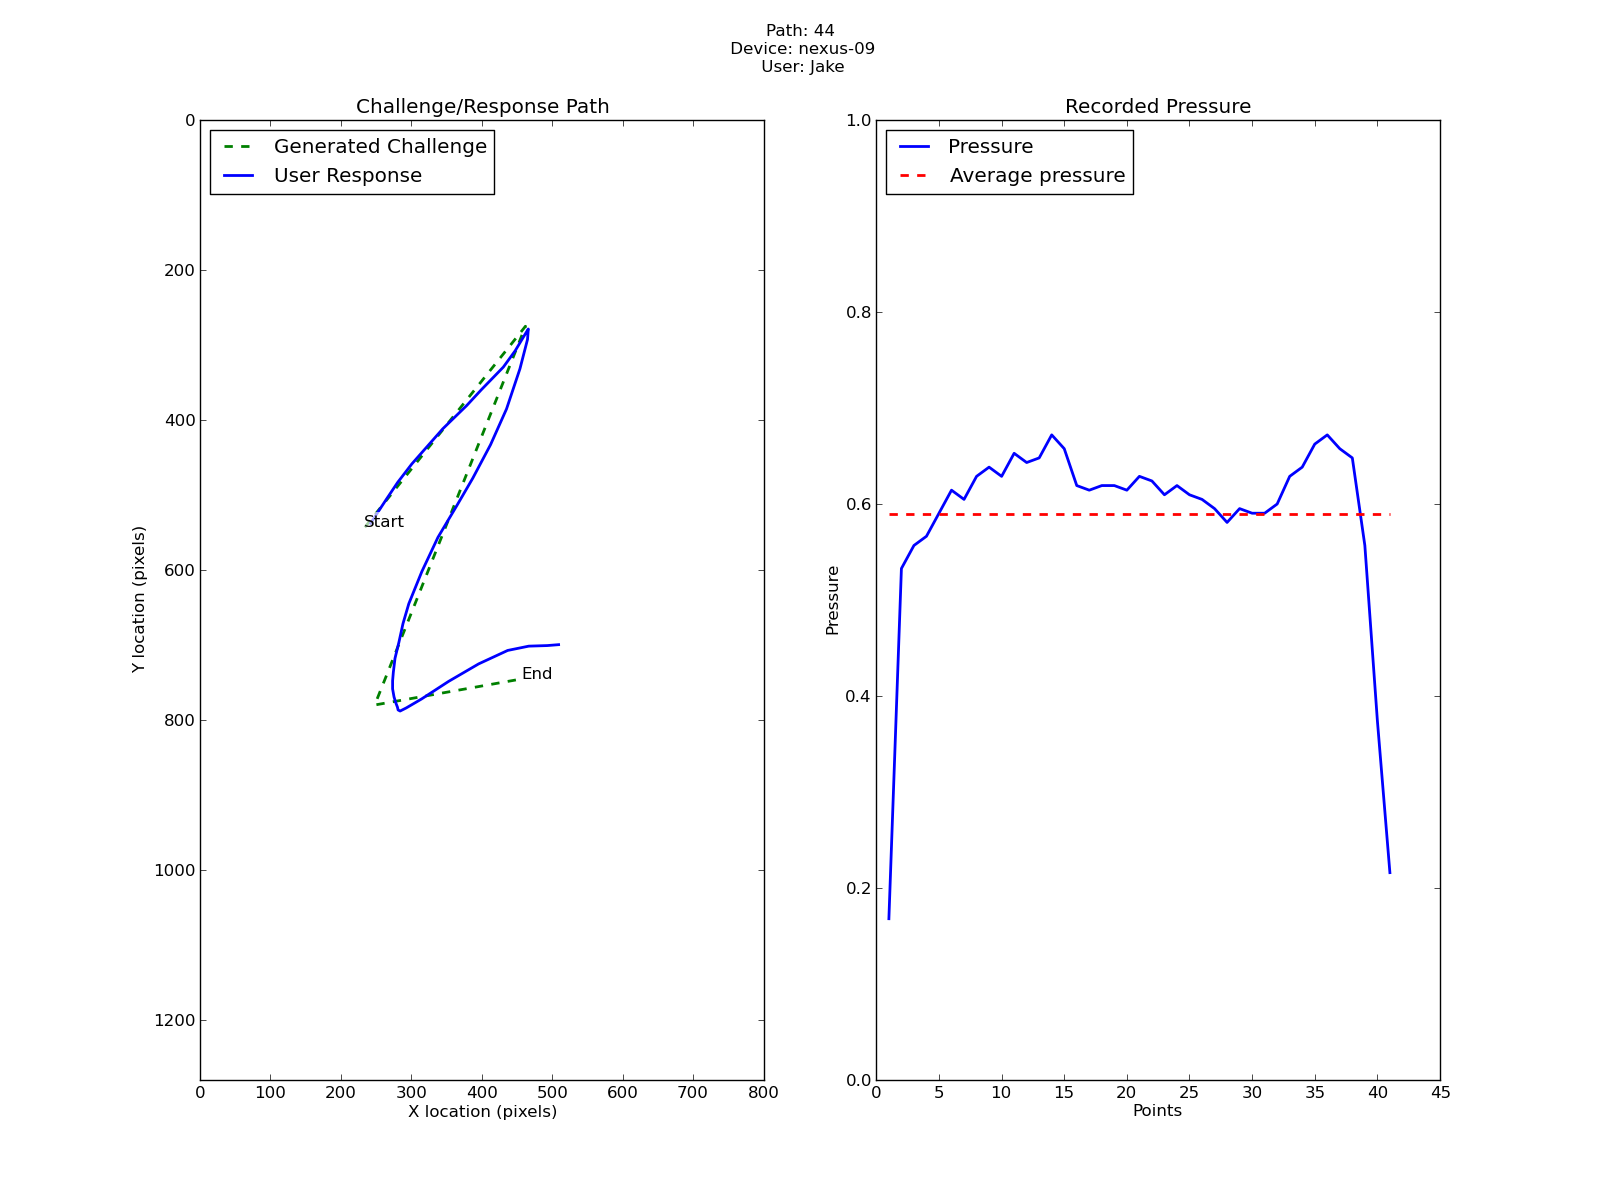 Path: 44
Device: nexus-09
User: Jake
Challenge/Response Path
Generated Challenge
User Response
Start
End
0
200
400
600
800
1000
1200
Y location (pixels)
0 100 200 300 400 500 600 700 800
X location (pixels)
Recorded Pressure
Pressure
Average pressure
1.0
0.8
0.6
0.4
0.2
0.0
Pressure
0 5 10 15 20 25 30 35 40 45
Points